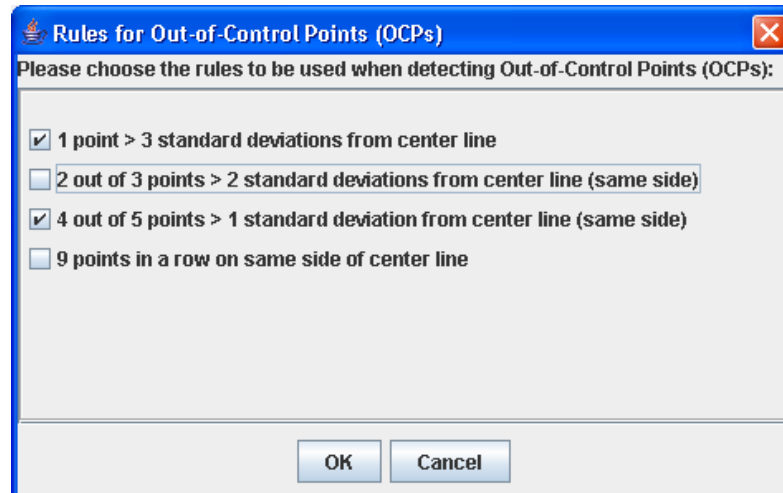 Rules for Out-of-Control Points (OCPs)
Please choose the rules to be used when detecting Out-of-Control Points (OCPs):
1 point > 3 standard deviations from center line
2 out of 3 points > 2 standard deviations from center line (same side)
4 out of 5 points > 1 standard deviation from center line (same side)
9 points in a row on same side of center line
OK Cancel